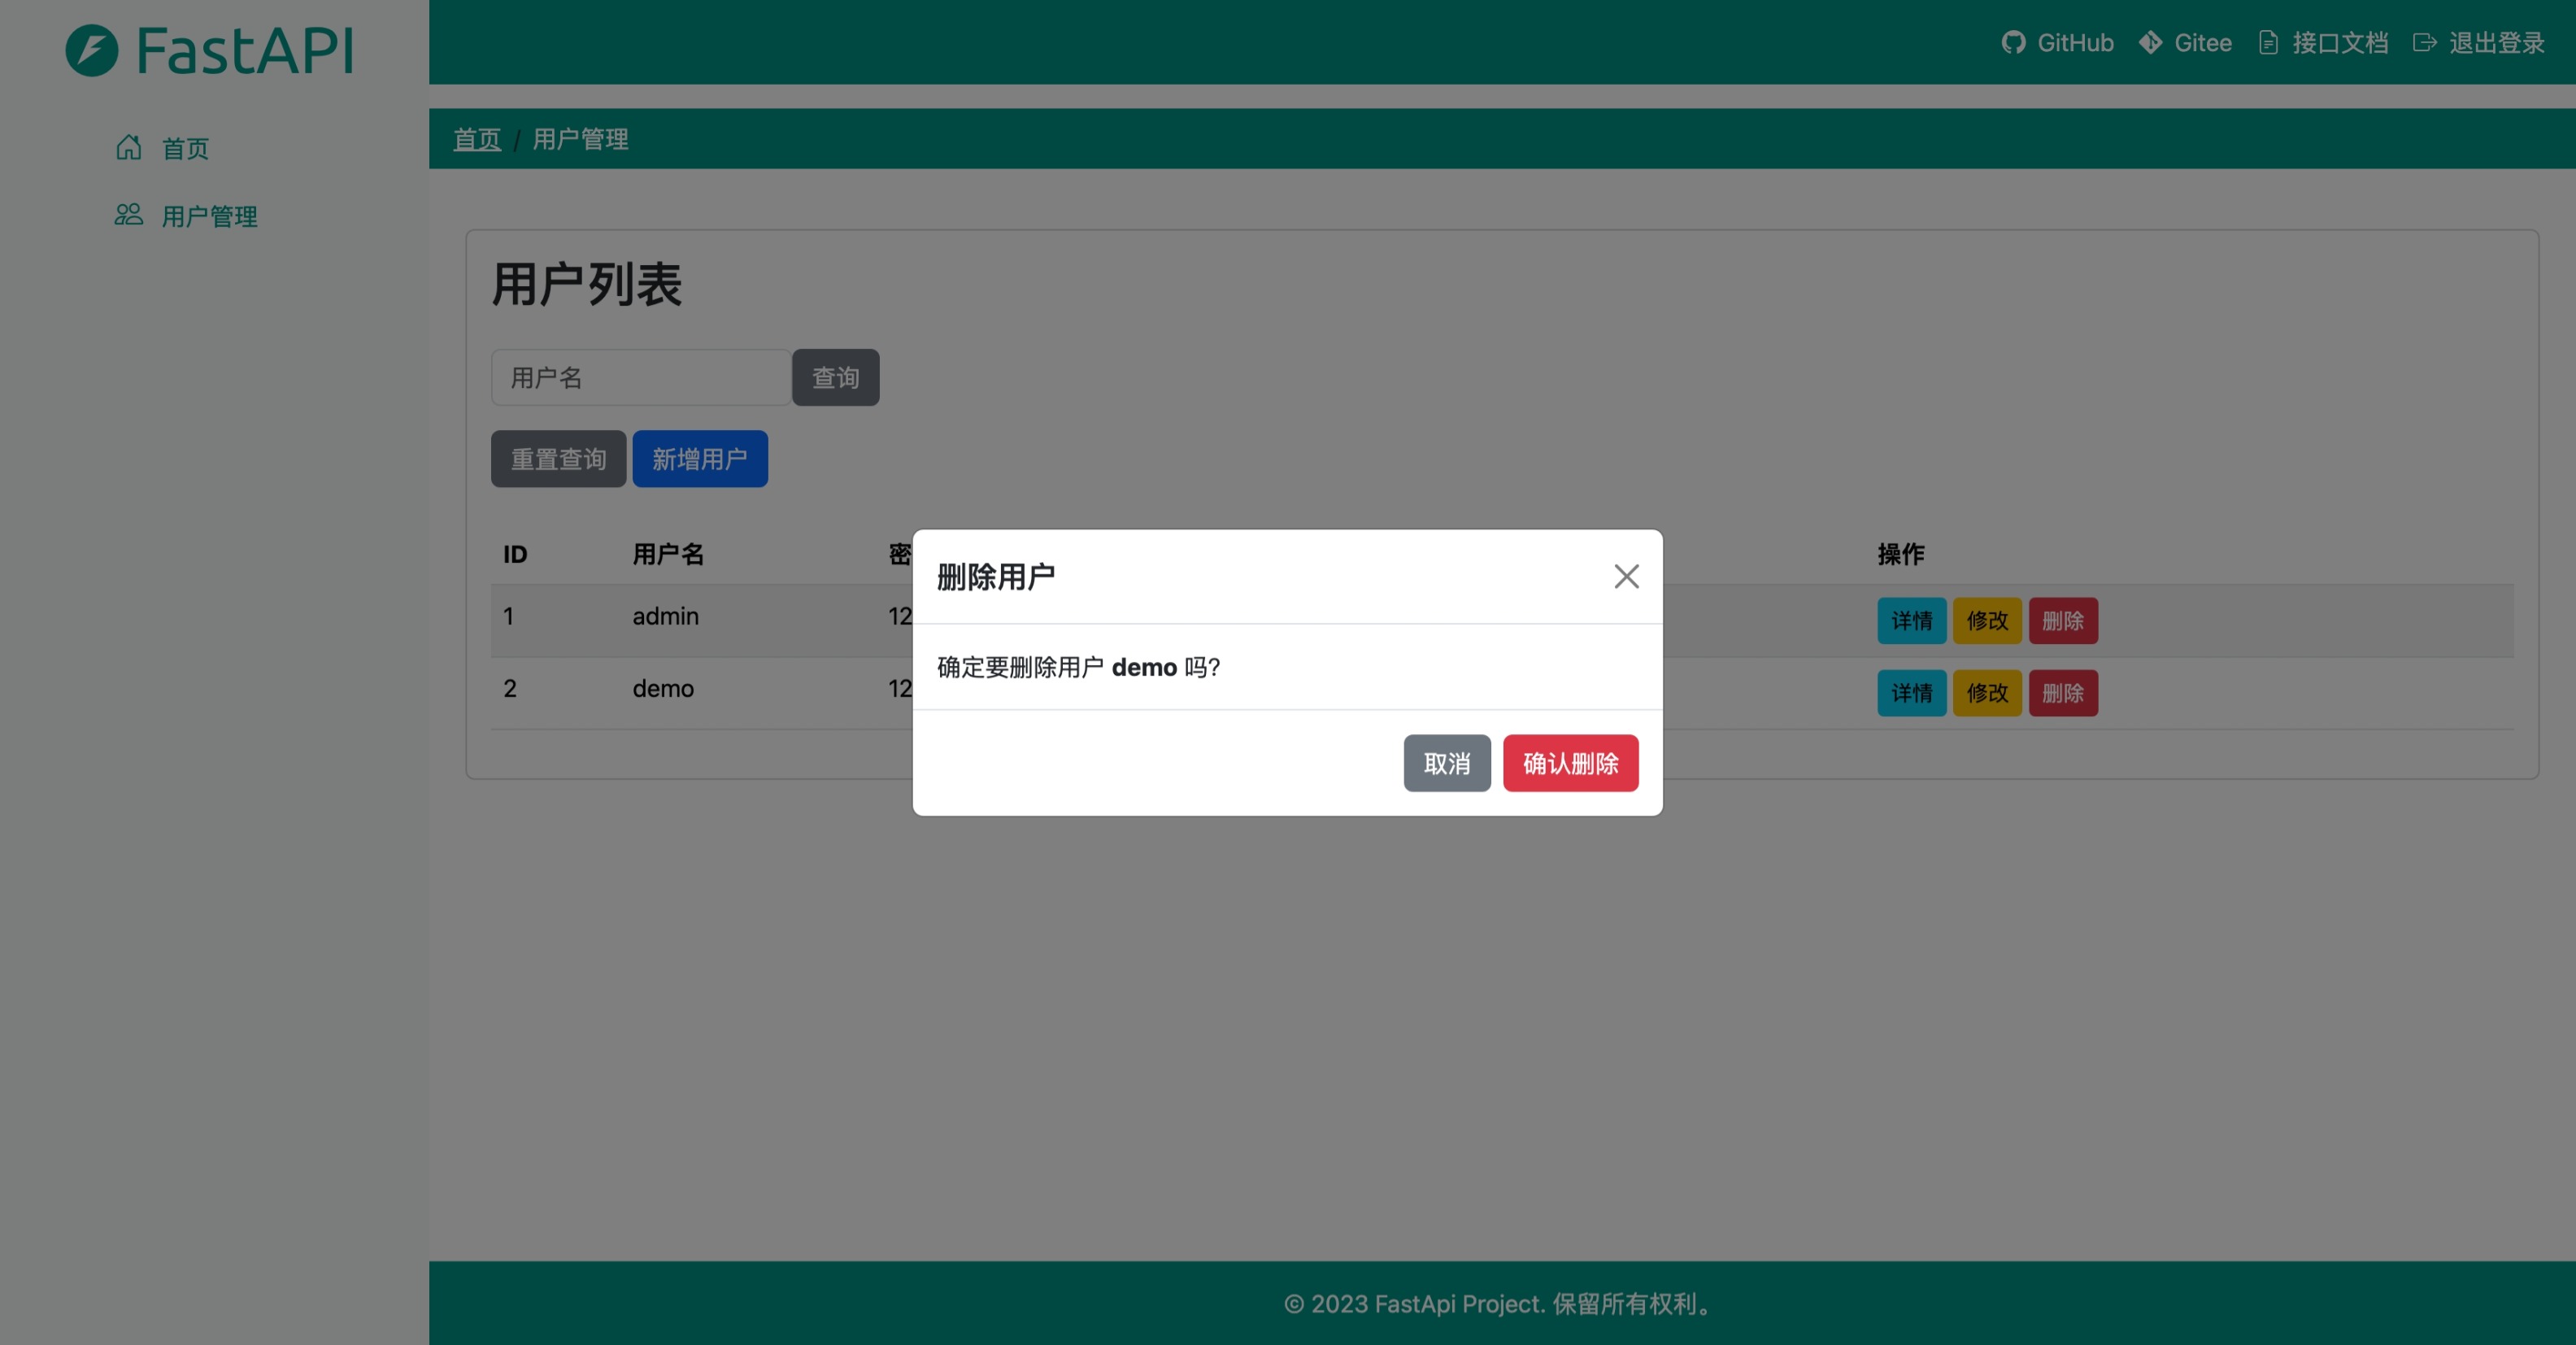 FastAPI
GitHub Gitee 接口文档 退出登录
首页
用户管理
首页 / 用户管理
用户列表
用户名 查询
重置查询 新增用户
ID 用户名 密 操作
1 admin 12 详情 修改 删除
2 demo 12 详情 修改 删除
删除用户
确定要删除用户 demo 吗?
取消 确认删除
© 2023 FastApi Project. 保留所有权利。